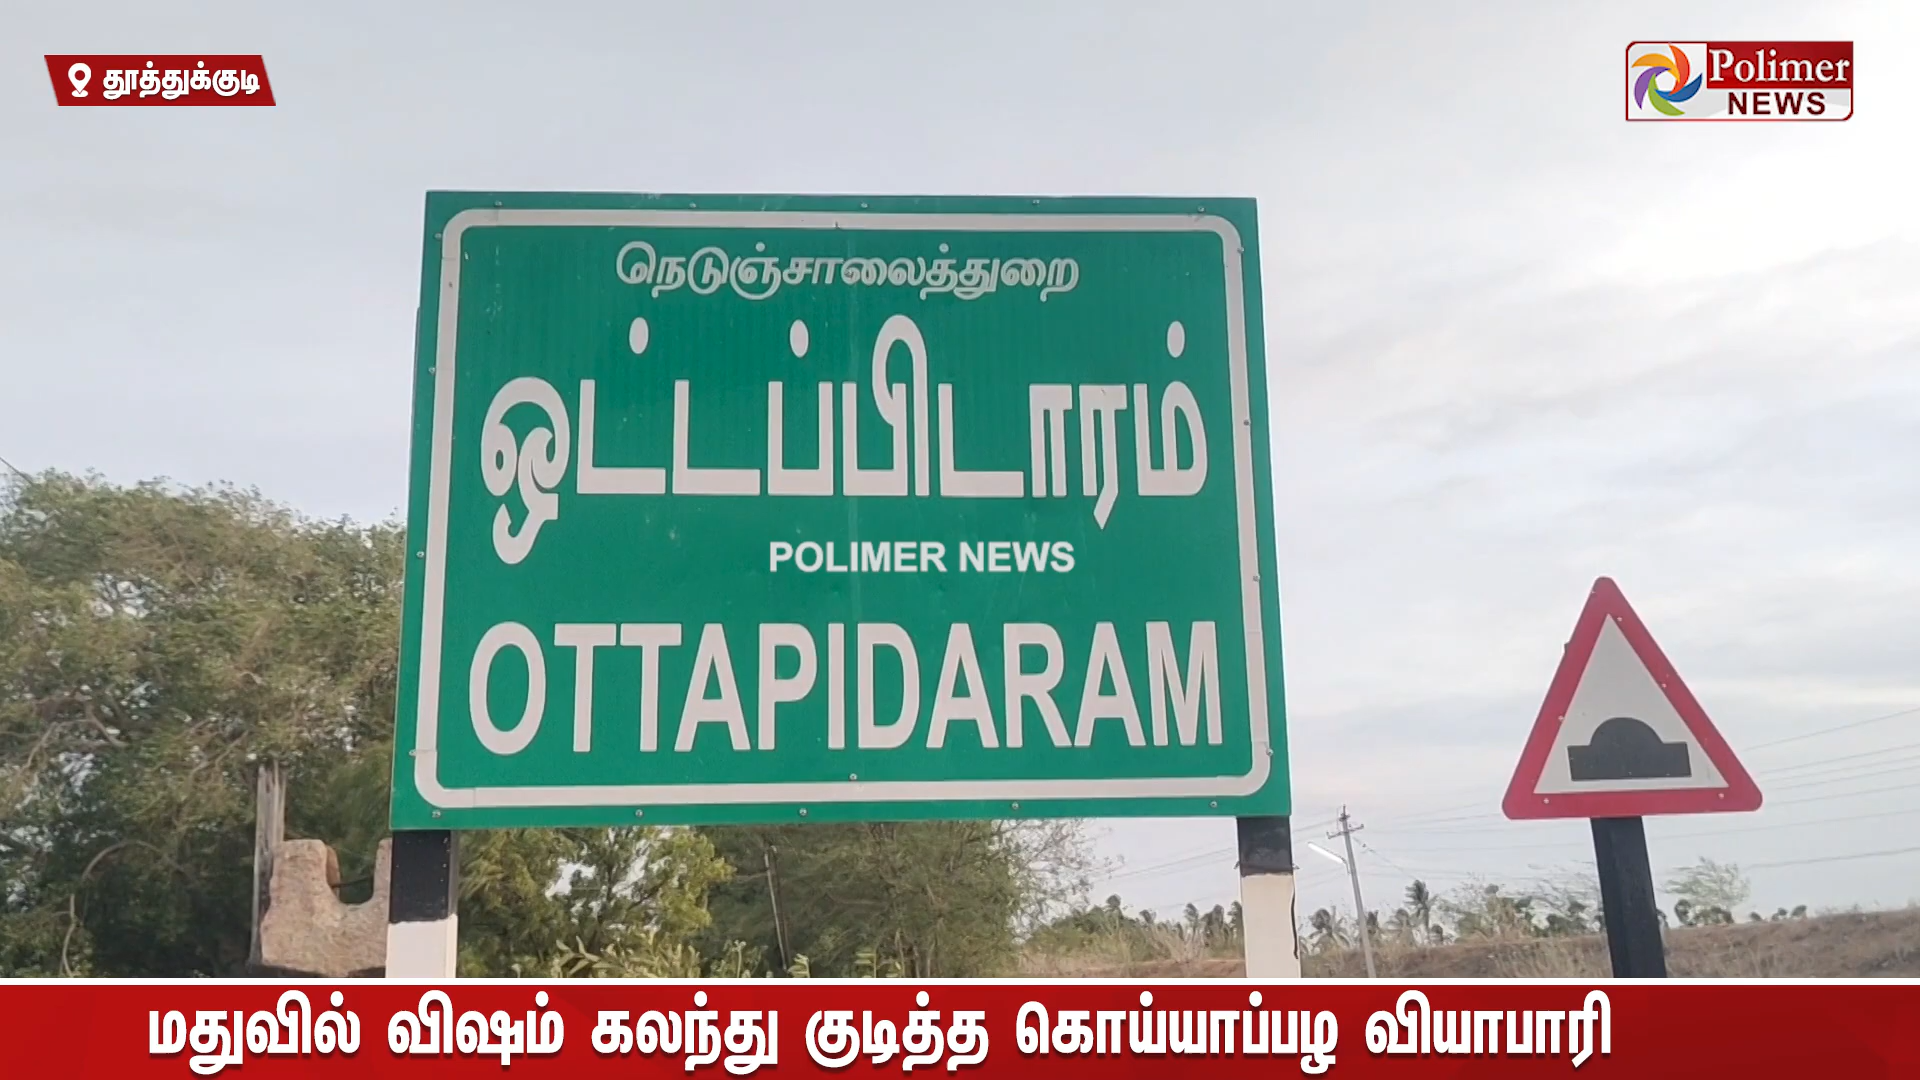 தூத்துக்குடி
Polimer
NEWS
நெடுஞ்சாலைத்துறை
ஒட்டப்பிடாரம்
POLIMER NEWS
OTTAPIDARAM
மதுவில் விஷம் கலந்து குடித்த கொய்யாப்பழ வியாபாரி